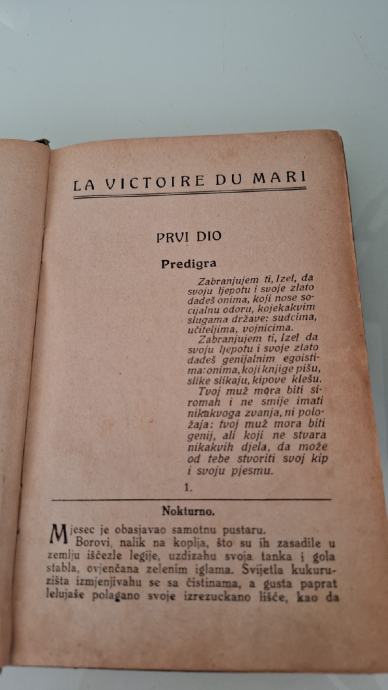 LA VICTOIRE DU MARI
PRVI DIO
Predigra
Zabranjujem ti, Izel, da
svoju ljepotu i svoje zlato
dadeš onima, koji nose so-
cijalnu odoru, kojekakvim
slugama države: sudcima,
učiteljima, vojnicima.
Zabranjujem ti, Izel da
svoju ljepotu i svoje zlato
dadeš genijalnim egoisti-
ma: onima, koji knjige pišu,
slike slikaju, kipove klešu.
Tvoj muž mora biti si-
romah i ne smije imati
nikakvoga zvanja, ni polo-
žaja: tvoj muž mora biti
genij, ali koji ne stvara
nikakvih djela, da može
od tebe stvoriti svoj kip
i svoju pjesmu.
1.
Nokturno.
Mjesec je obasjavao samotnu pustaru.
Borovi, nalik na koplja, što su ih zasadile u
zemlju iščezle legije, uzdizahu svoja tanka i gola
stabla, ovjenčana zelenim iglama. Svijetla kukuru-
zišta izmjenjivahu se sa čistinama, a gusta paprat
lelujaše polagano svoje izrezuckano lišće, kao da